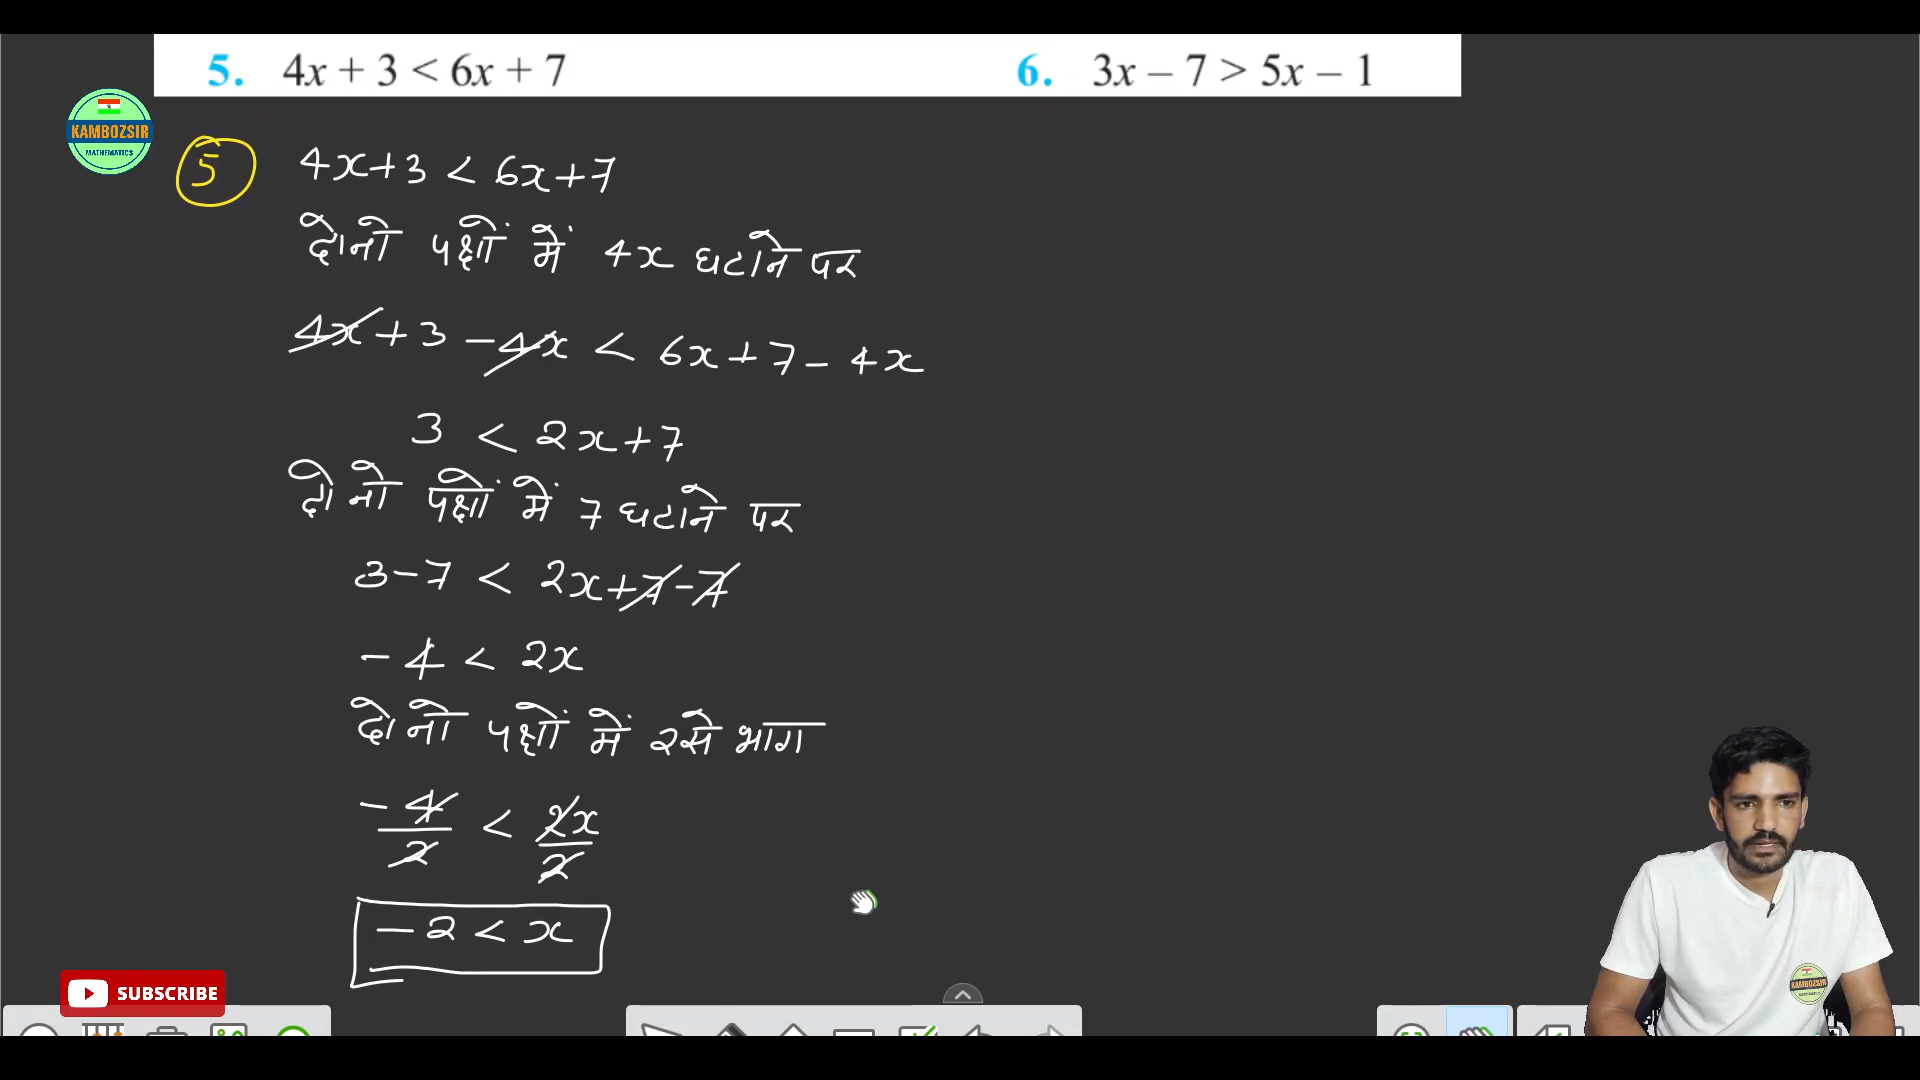 5. 4x + 3 < 6x + 7
6. 3x – 7 > 5x – 1
KAMBOZSIR
MATHEMATICS
5
4x+3 < 6x+7
दोनो पक्षों में 4x घटाने पर
4x+3 -4x < 6x+7-4x
3 < 2x+7
दोनो पक्षों में 7 घटाने पर
3-7 < 2x+7-7
-4 < 2x
दोनो पक्षों में 2 से भाग
-4/2 < 2x/2
-2 < x
SUBSCRIBE
KAMBOZSIR